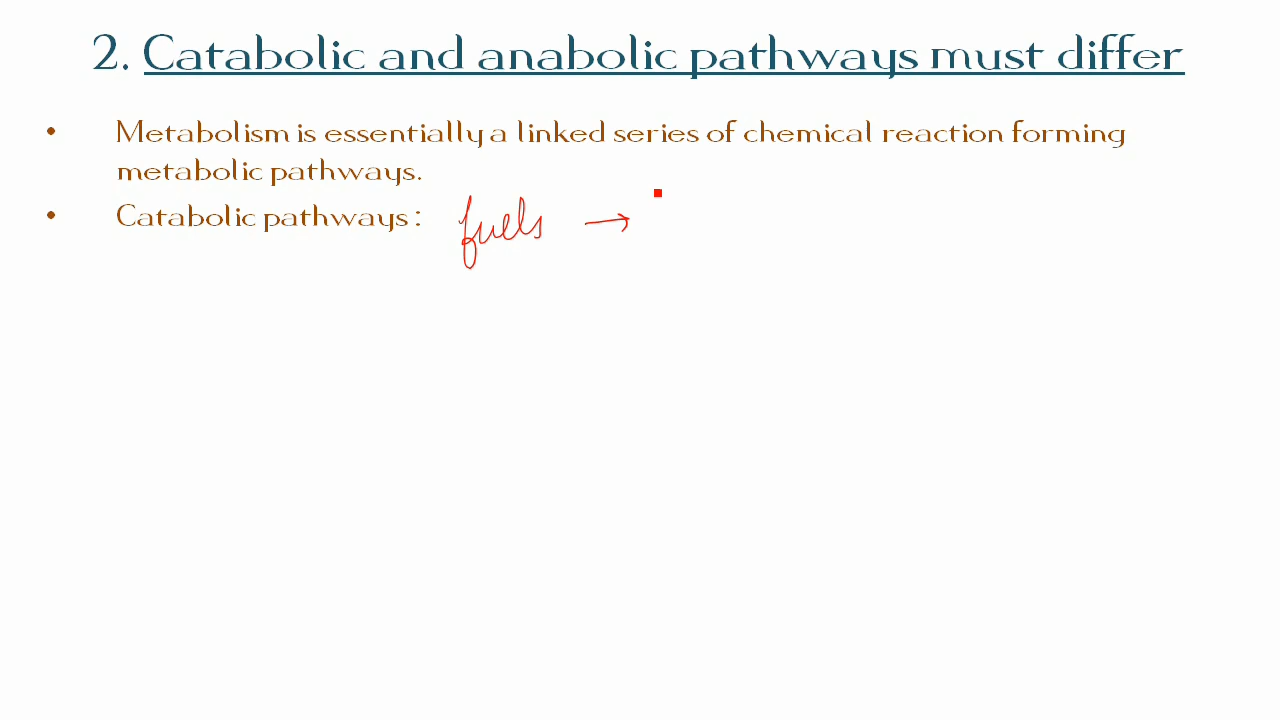 2. Catabolic and anabolic pathways must differ
• Metabolism is essentially a linked series of chemical reaction forming
metabolic pathways.
• Catabolic pathways: fuels →